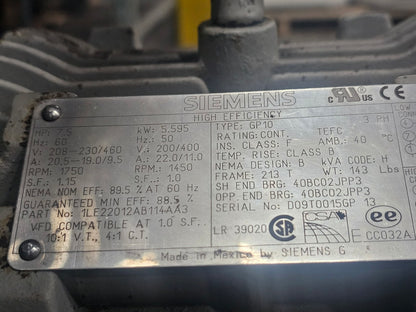 SIEMENS
c UL US CE
HIGH EFFICIENCY
HP: 7.5 kW: 5.595 TYPE: GP10 3 PH
Hz: 60 Hz: 50 RATING: CONT. TEFC
V: 208-230/460 V: 200/400 INS. CLASS: F AMB: 40 °C
A: 20.5-19.0/9.5 A: 22.0/11.0 TEMP. RISE: CLASS B
RPM: 1750 RPM: 1450 NEMA DESIGN: B kVA CODE: H
S.F.: 1.15 S.F.: 1.0 FRAME: 213 T WT: 143 Lbs
NEMA NOM EFF: 89.5 % AT 60 Hz SH END BRG: 40BC02JPP3
GUARANTEED MIN EFF: 88.5 % OPP. END BRG: 40BC02JPP3
PART No: 1LE22012AB114AA3 SERIAL No: D09T0015GP 13
VFD COMPATIBLE AT 1.0 S.F. LR 39020 CSA ee
10:1 V.T., 4:1 C.T. E CC032A
Made in Mexico by SIEMENS